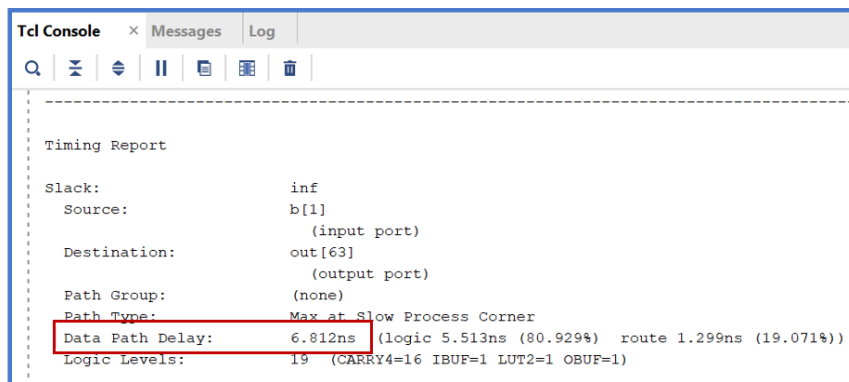 Tcl Console × Messages Log
Timing Report
Slack: inf
Source: b[1]
(input port)
Destination: out[63]
(output port)
Path Group: (none)
Path Type: Max at Slow Process Corner
Data Path Delay: 6.812ns (logic 5.513ns (80.929%) route 1.299ns (19.071%))
Logic Levels: 19 (CARRY4=16 IBUF=1 LUT2=1 OBUF=1)